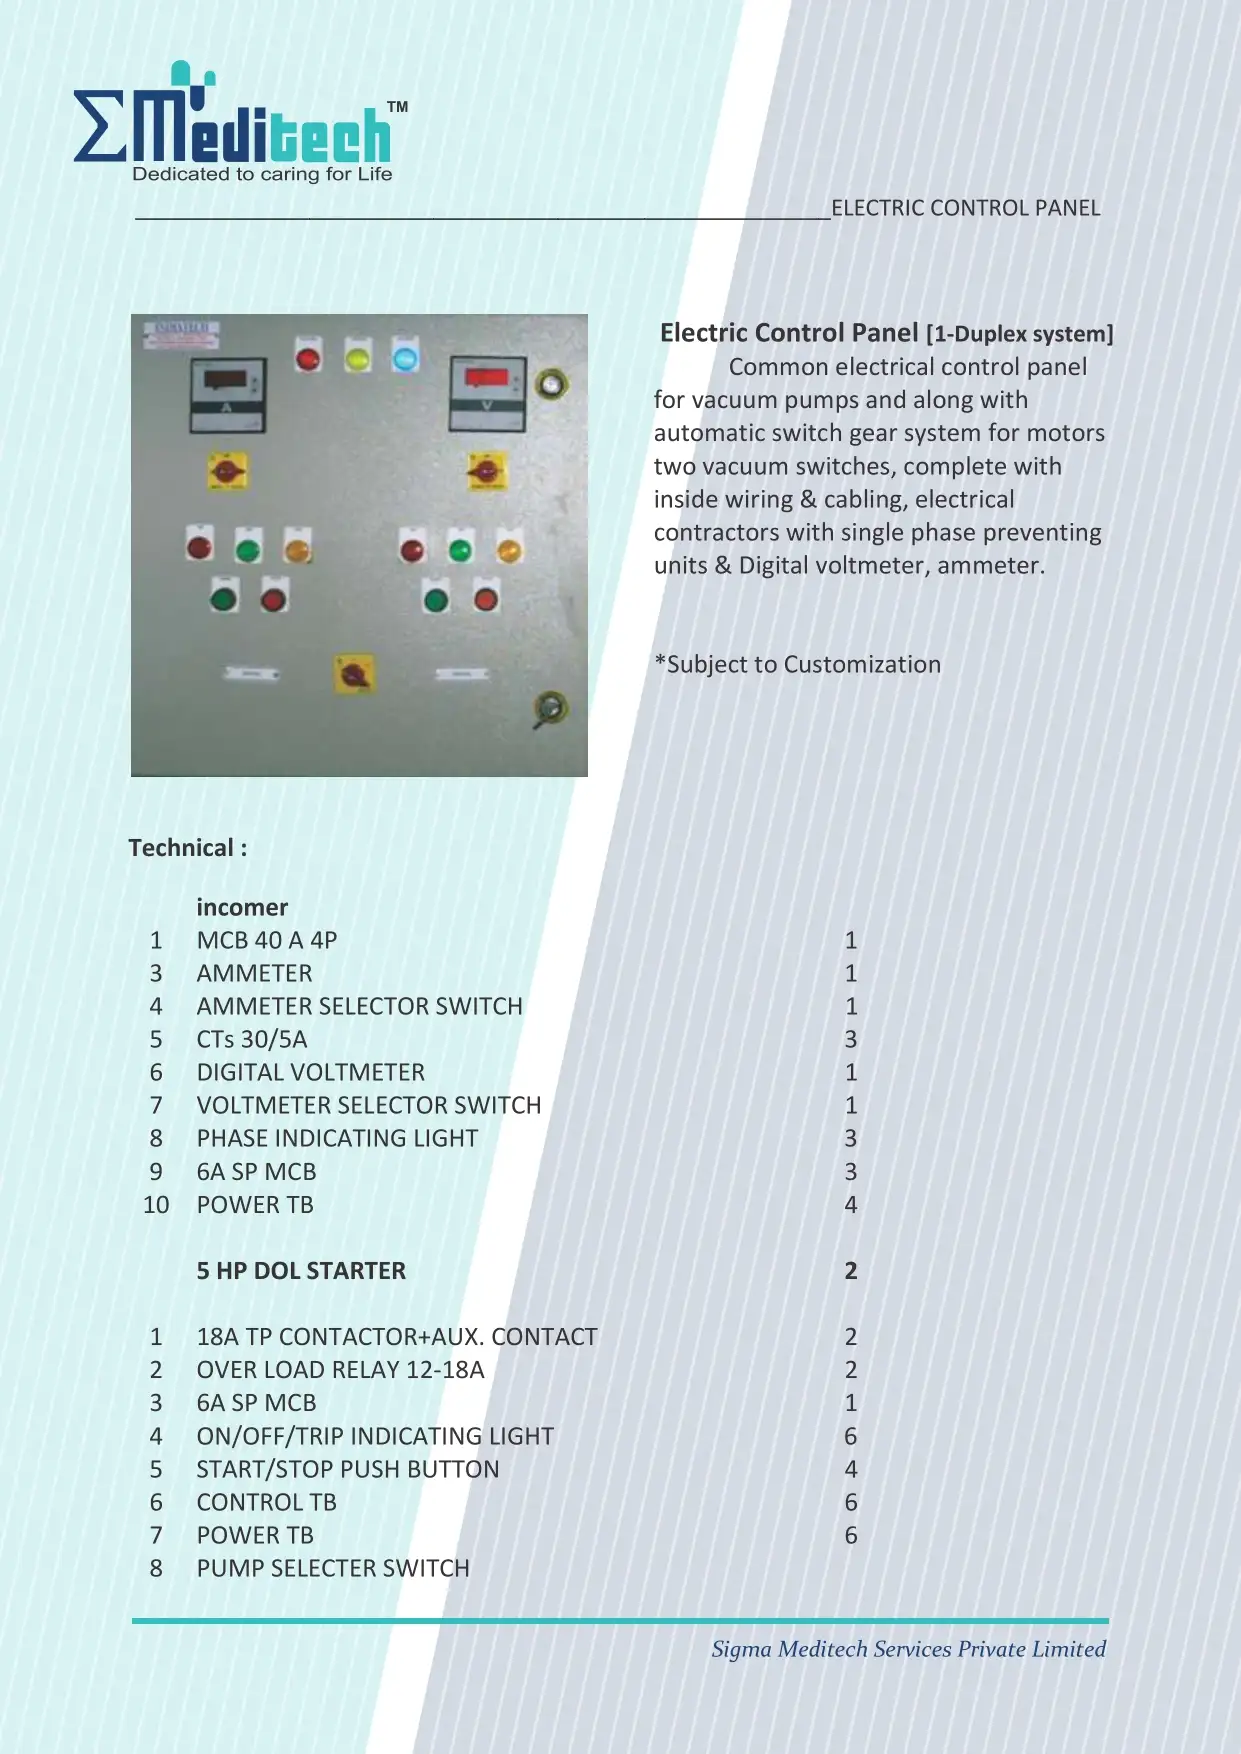 ΣMeditech™
Dedicated to caring for Life
ELECTRIC CONTROL PANEL
A
V
Electric Control Panel [1-Duplex system]
Common electrical control panel
for vacuum pumps and along with
automatic switch gear system for motors
two vacuum switches, complete with
inside wiring & cabling, electrical
contractors with single phase preventing
units & Digital voltmeter, ammeter.
*Subject to Customization
Technical :
incomer
1 MCB 40 A 4P 1
3 AMMETER 1
4 AMMETER SELECTOR SWITCH 1
5 CTs 30/5A 3
6 DIGITAL VOLTMETER 1
7 VOLTMETER SELECTOR SWITCH 1
8 PHASE INDICATING LIGHT 3
9 6A SP MCB 3
10 POWER TB 4
5 HP DOL STARTER 2
1 18A TP CONTACTOR+AUX. CONTACT 2
2 OVER LOAD RELAY 12-18A 2
3 6A SP MCB 1
4 ON/OFF/TRIP INDICATING LIGHT 6
5 START/STOP PUSH BUTTON 4
6 CONTROL TB 6
7 POWER TB 6
8 PUMP SELECTER SWITCH
Sigma Meditech Services Private Limited